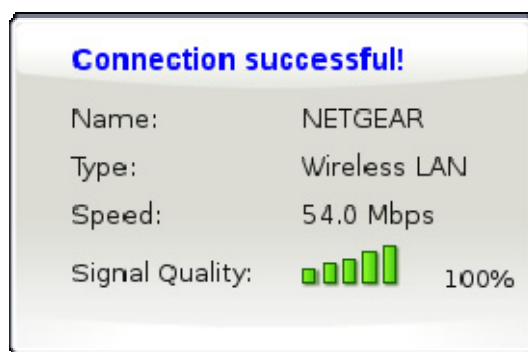 Connection successful!
Name: NETGEAR
Type: Wireless LAN
Speed: 54.0 Mbps
Signal Quality: 100%